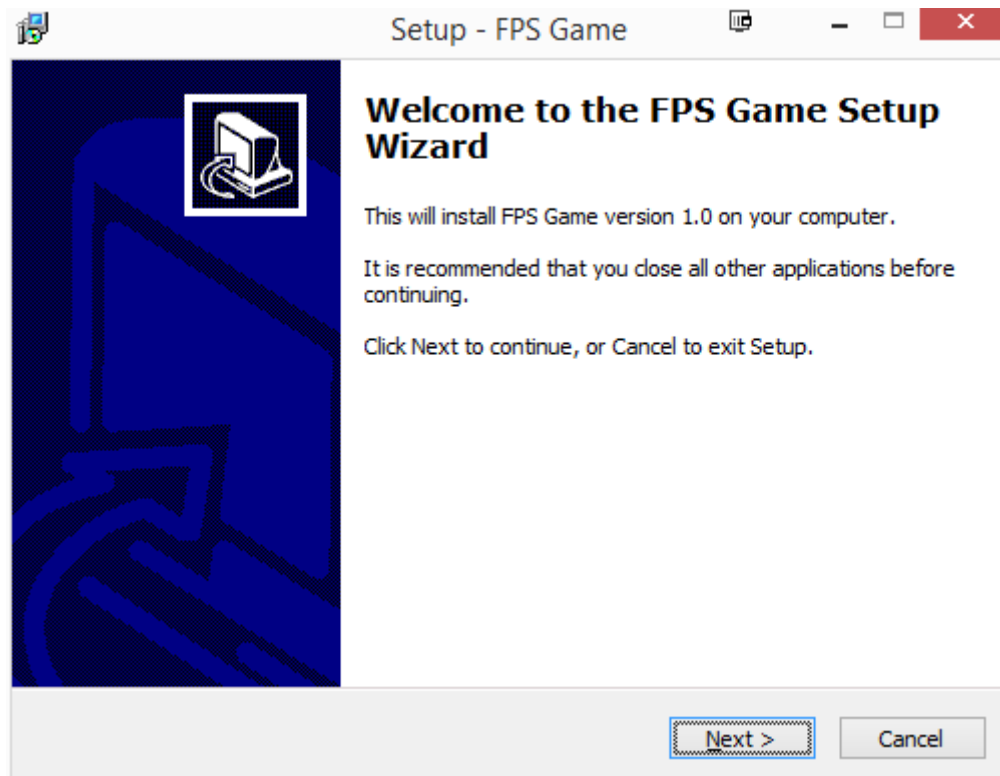 Setup - FPS Game
Welcome to the FPS Game Setup
Wizard
This will install FPS Game version 1.0 on your computer.
It is recommended that you close all other applications before
continuing.
Click Next to continue, or Cancel to exit Setup.
Next >
Cancel